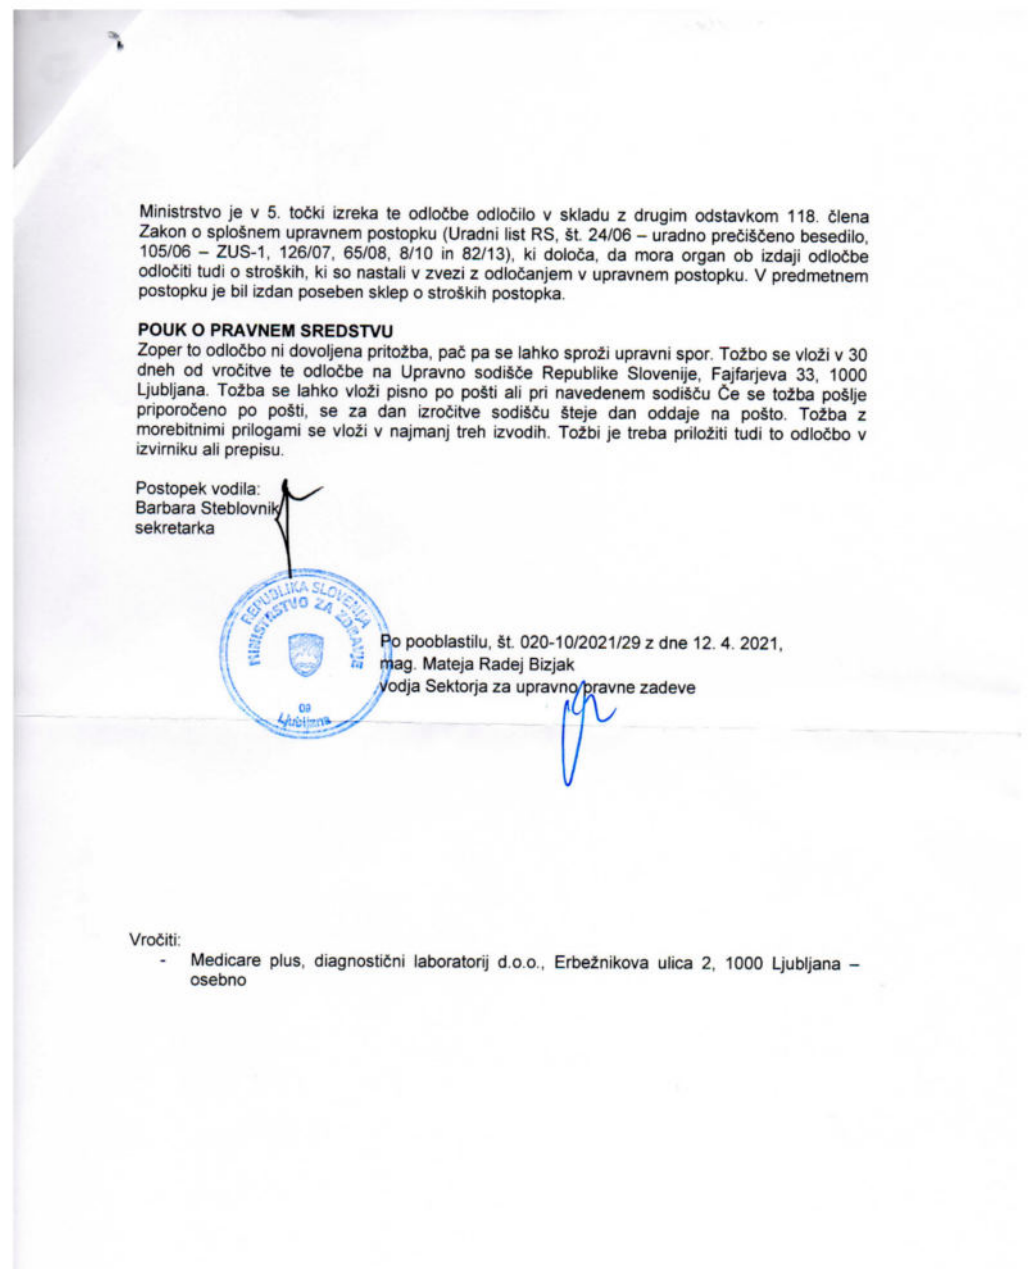 Ministrstvo je v 5. točki izreka te odločbe odločilo v skladu z drugim odstavkom 118. člena
Zakon o splošnem upravnem postopku (Uradni list RS, št. 24/06 – uradno prečiščeno besedilo,
105/06 – ZUS-1, 126/07, 65/08, 8/10 in 82/13), ki določa, da mora organ ob izdaji odločbe
odločiti tudi o stroških, ki so nastali v zvezi z odločanjem v upravnem postopku. V predmetnem
postopku je bil izdan poseben sklep o stroških postopka.
POUK O PRAVNEM SREDSTVU
Zoper to odločbo ni dovoljena pritožba, pač pa se lahko sproži upravni spor. Tožbo se vloži v 30
dneh od vročitve te odločbe na Upravno sodišče Republike Slovenije, Fajfarjeva 33, 1000
Ljubljana. Tožba se lahko vloži pisno po pošti ali pri navedenem sodišču Če se tožba pošlje
priporočeno po pošti, se za dan izročitve sodišču šteje dan oddaje na pošto. Tožba z
morebitnimi prilogami se vloži v najmanj treh izvodih. Tožbi je treba priložiti tudi to odločbo v
izvirniku ali prepisu.
Postopek vodila:
Barbara Steblovnik
sekretarka
REPUBLIKA SLOVENIJA
MINISTRSTVO ZA ZDRAVJE
09
Ljubljana
Po pooblastilu, št. 020-10/2021/29 z dne 12. 4. 2021,
mag. Mateja Radej Bizjak
vodja Sektorja za upravno pravne zadeve
Vročiti:
- Medicare plus, diagnostični laboratorij d.o.o., Erbežnikova ulica 2, 1000 Ljubljana –
osebno